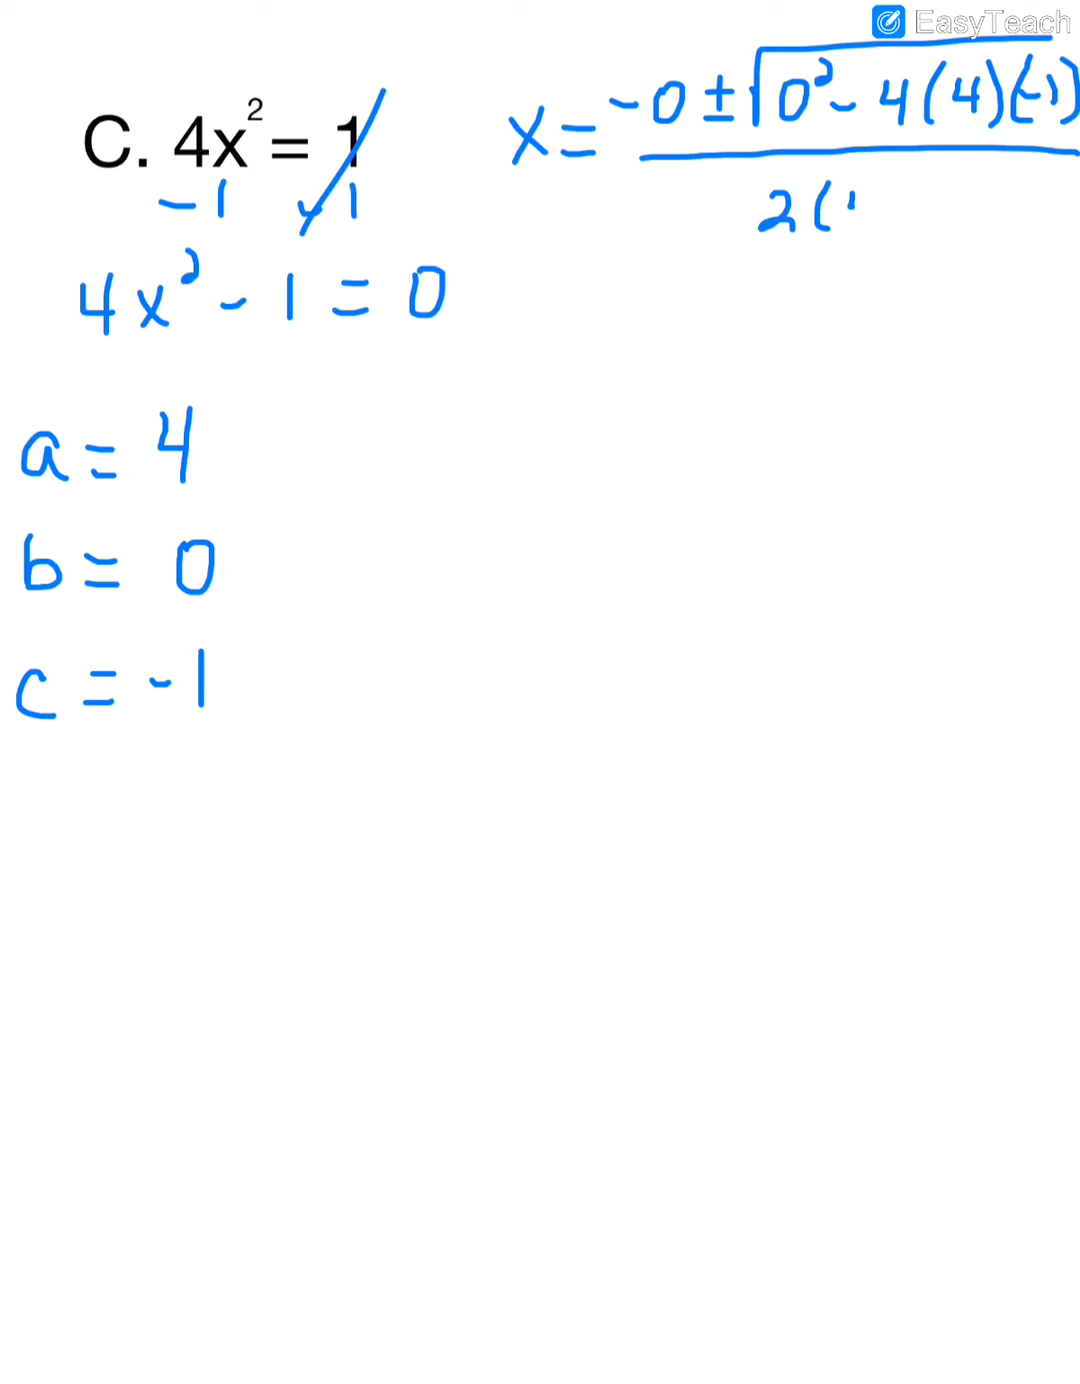 EasyTeach
C. 4x² = 1
-1 -1
4x² - 1 = 0
a = 4
b = 0
c = -1
x = -0 ± √0² - 4(4)(-1)
2(